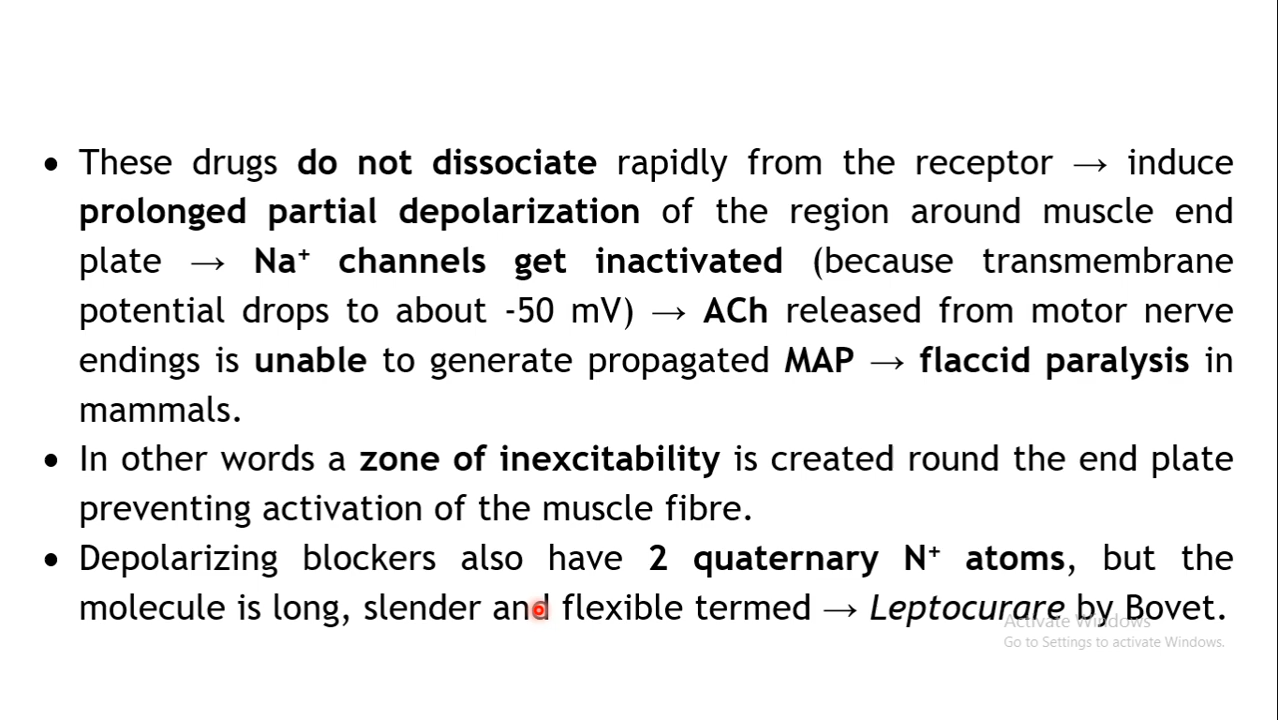 • These drugs do not dissociate rapidly from the receptor → induce
prolonged partial depolarization of the region around muscle end
plate → Na⁺ channels get inactivated (because transmembrane
potential drops to about -50 mV) → ACh released from motor nerve
endings is unable to generate propagated MAP → flaccid paralysis in
mammals.
• In other words a zone of inexcitability is created round the end plate
preventing activation of the muscle fibre.
• Depolarizing blockers also have 2 quaternary N⁺ atoms, but the
molecule is long, slender and flexible termed → Leptocurare by Bovet.
Activate Windows
Go to Settings to activate Windows.